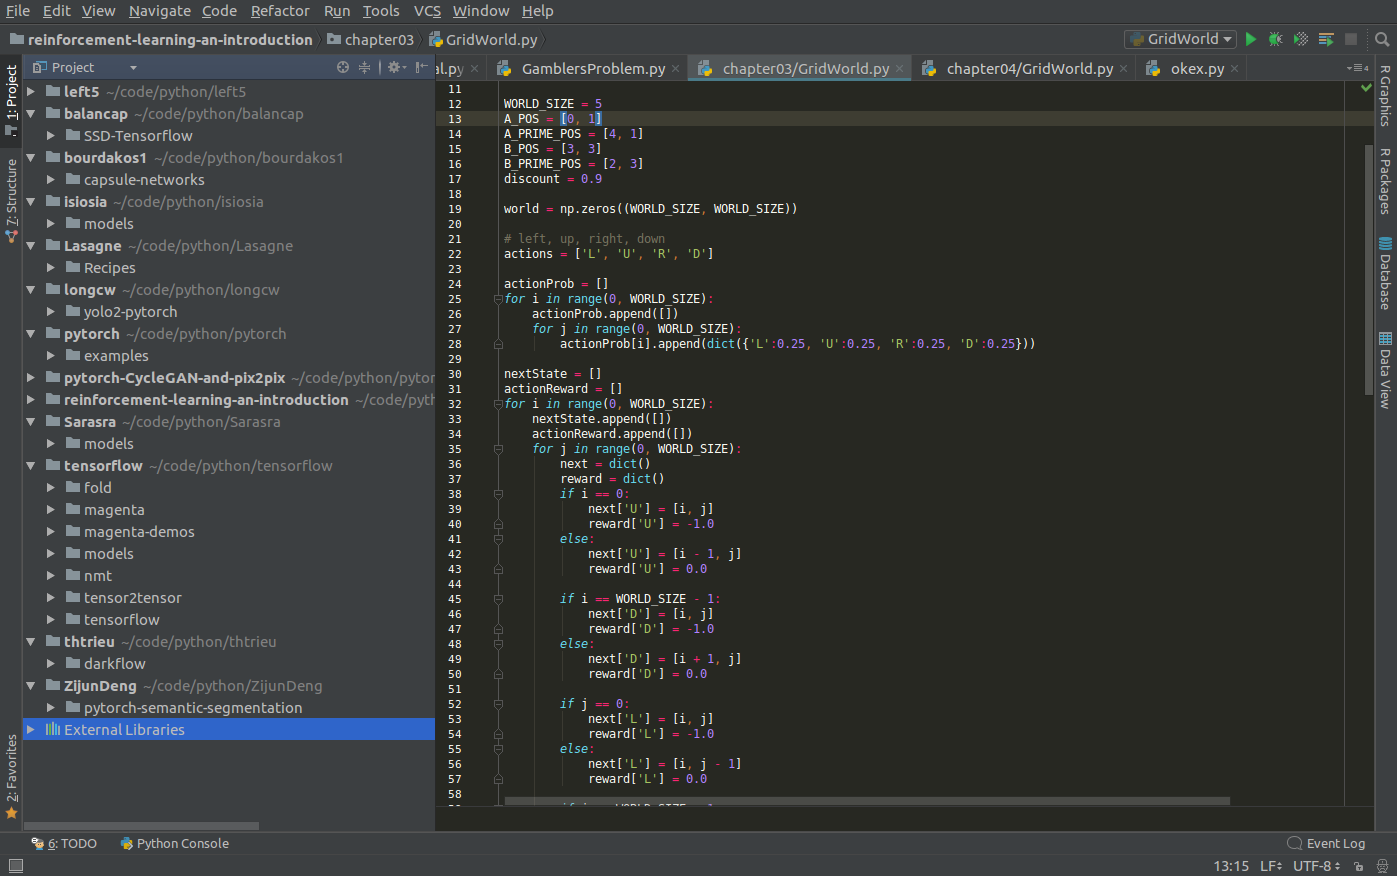 File Edit View Navigate Code Refactor Run Tools VCS Window Help
reinforcement-learning-an-introduction chapter03 GridWorld.py GridWorld
Project
al.py GamblersProblem.py chapter03/GridWorld.py chapter04/GridWorld.py okex.py 4
1: Project
7: Structure
2: Favorites
left5 ~/code/python/left5
balancap ~/code/python/balancap
SSD-Tensorflow
bourdakos1 ~/code/python/bourdakos1
capsule-networks
isiosia ~/code/python/isiosia
models
Lasagne ~/code/python/Lasagne
Recipes
longcw ~/code/python/longcw
yolo2-pytorch
pytorch ~/code/python/pytorch
examples
pytorch-CycleGAN-and-pix2pix ~/code/python/pytor
reinforcement-learning-an-introduction ~/code/pyth
Sarasra ~/code/python/Sarasra
models
tensorflow ~/code/python/tensorflow
fold
magenta
magenta-demos
models
nmt
tensor2tensor
tensorflow
thtrieu ~/code/python/thtrieu
darkflow
ZijunDeng ~/code/python/ZijunDeng
pytorch-semantic-segmentation
External Libraries
11
12 WORLD_SIZE = 5
13 A_POS = [0, 1]
14 A_PRIME_POS = [4, 1]
15 B_POS = [3, 3]
16 B_PRIME_POS = [2, 3]
17 discount = 0.9
18
19 world = np.zeros((WORLD_SIZE, WORLD_SIZE))
20
21 # left, up, right, down
22 actions = ['L', 'U', 'R', 'D']
23
24 actionProb = []
25 for i in range(0, WORLD_SIZE):
26 actionProb.append([])
27 for j in range(0, WORLD_SIZE):
28 actionProb[i].append(dict({'L':0.25, 'U':0.25, 'R':0.25, 'D':0.25}))
29
30 nextState = []
31 actionReward = []
32 for i in range(0, WORLD_SIZE):
33 nextState.append([])
34 actionReward.append([])
35 for j in range(0, WORLD_SIZE):
36 next = dict()
37 reward = dict()
38 if i == 0:
39 next['U'] = [i, j]
40 reward['U'] = -1.0
41 else:
42 next['U'] = [i - 1, j]
43 reward['U'] = 0.0
44
45 if i == WORLD_SIZE - 1:
46 next['D'] = [i, j]
47 reward['D'] = -1.0
48 else:
49 next['D'] = [i + 1, j]
50 reward['D'] = 0.0
51
52 if j == 0:
53 next['L'] = [i, j]
54 reward['L'] = -1.0
55 else:
56 next['L'] = [i, j - 1]
57 reward['L'] = 0.0
58
R Graphics
R Packages
Database
Data View
6: TODO Python Console Event Log
13:15 LF UTF-8